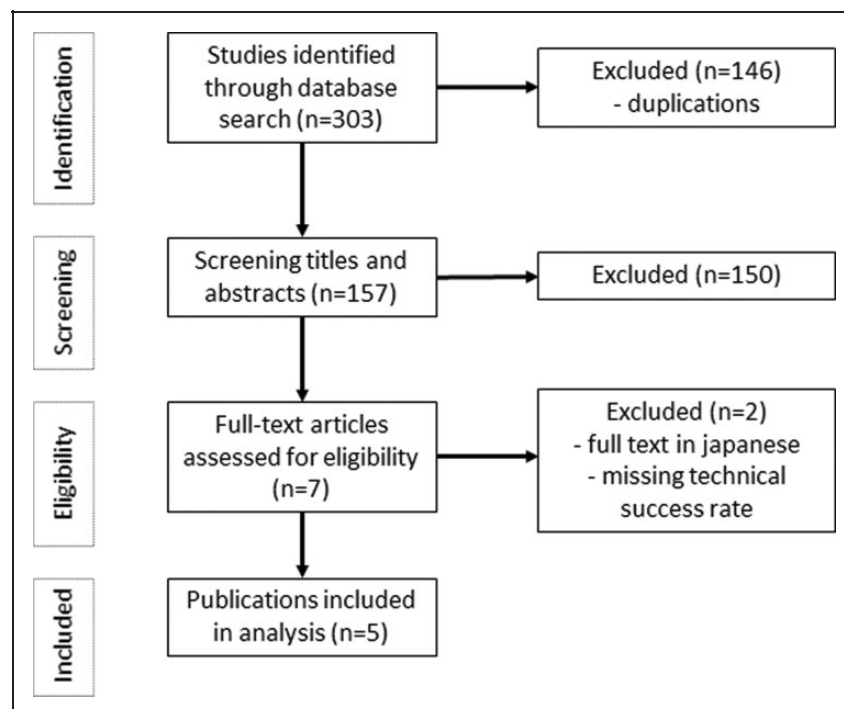 Identification
Studies identified
through database
search (n=303)
Excluded (n=146)
- duplications
Screening
Screening titles and
abstracts (n=157)
Excluded (n=150)
Eligibility
Full-text articles
assessed for eligibility
(n=7)
Excluded (n=2)
- full text in japanese
- missing technical
success rate
Included
Publications included
in analysis (n=5)